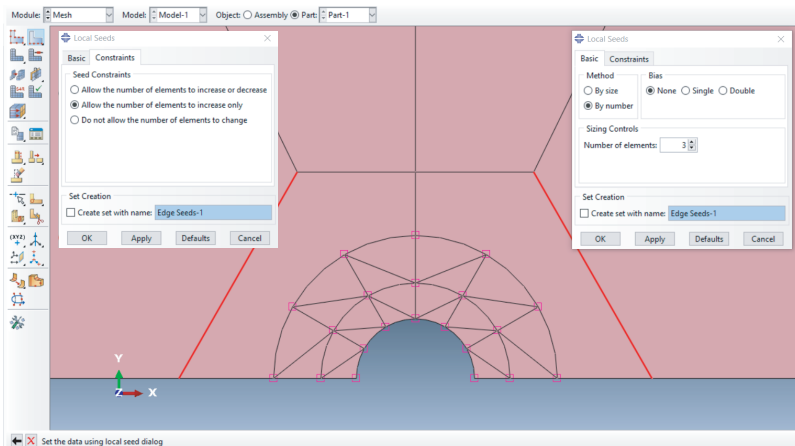 Module: Mesh Model: Model-1 Object: Assembly Part: Part-1
Local Seeds
Basic Constraints
Seed Constraints
Allow the number of elements to increase or decrease
Allow the number of elements to increase only
Do not allow the number of elements to change
Set Creation
Create set with name: Edge Seeds-1
OK Apply Defaults Cancel
Local Seeds
Basic Constraints
Method Bias
By size None Single Double
By number
Sizing Controls
Number of elements: 3
Set Creation
Create set with name: Edge Seeds-1
OK Apply Defaults Cancel
(XYZ)
Y
Z X
Set the data using local seed dialog